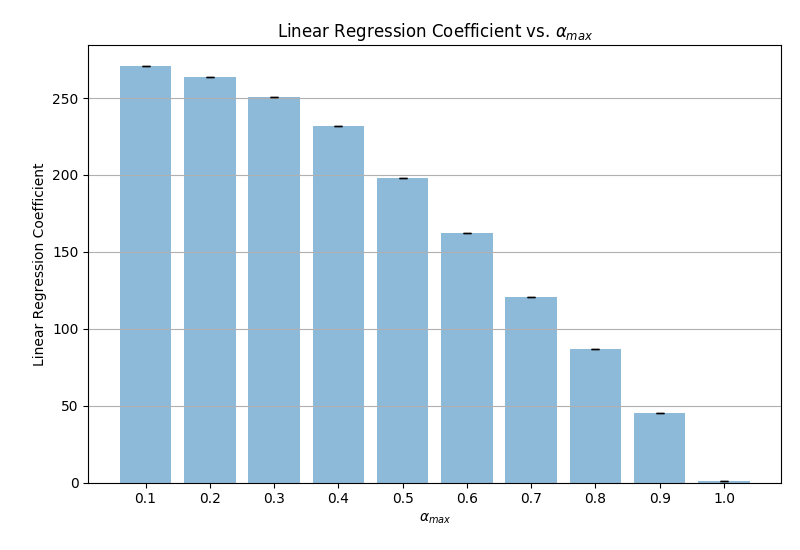 Linear Regression Coefficient vs. α_max
Linear Regression Coefficient
250
200
150
100
50
0
0.1 0.2 0.3 0.4 0.5 0.6 0.7 0.8 0.9 1.0
α_max